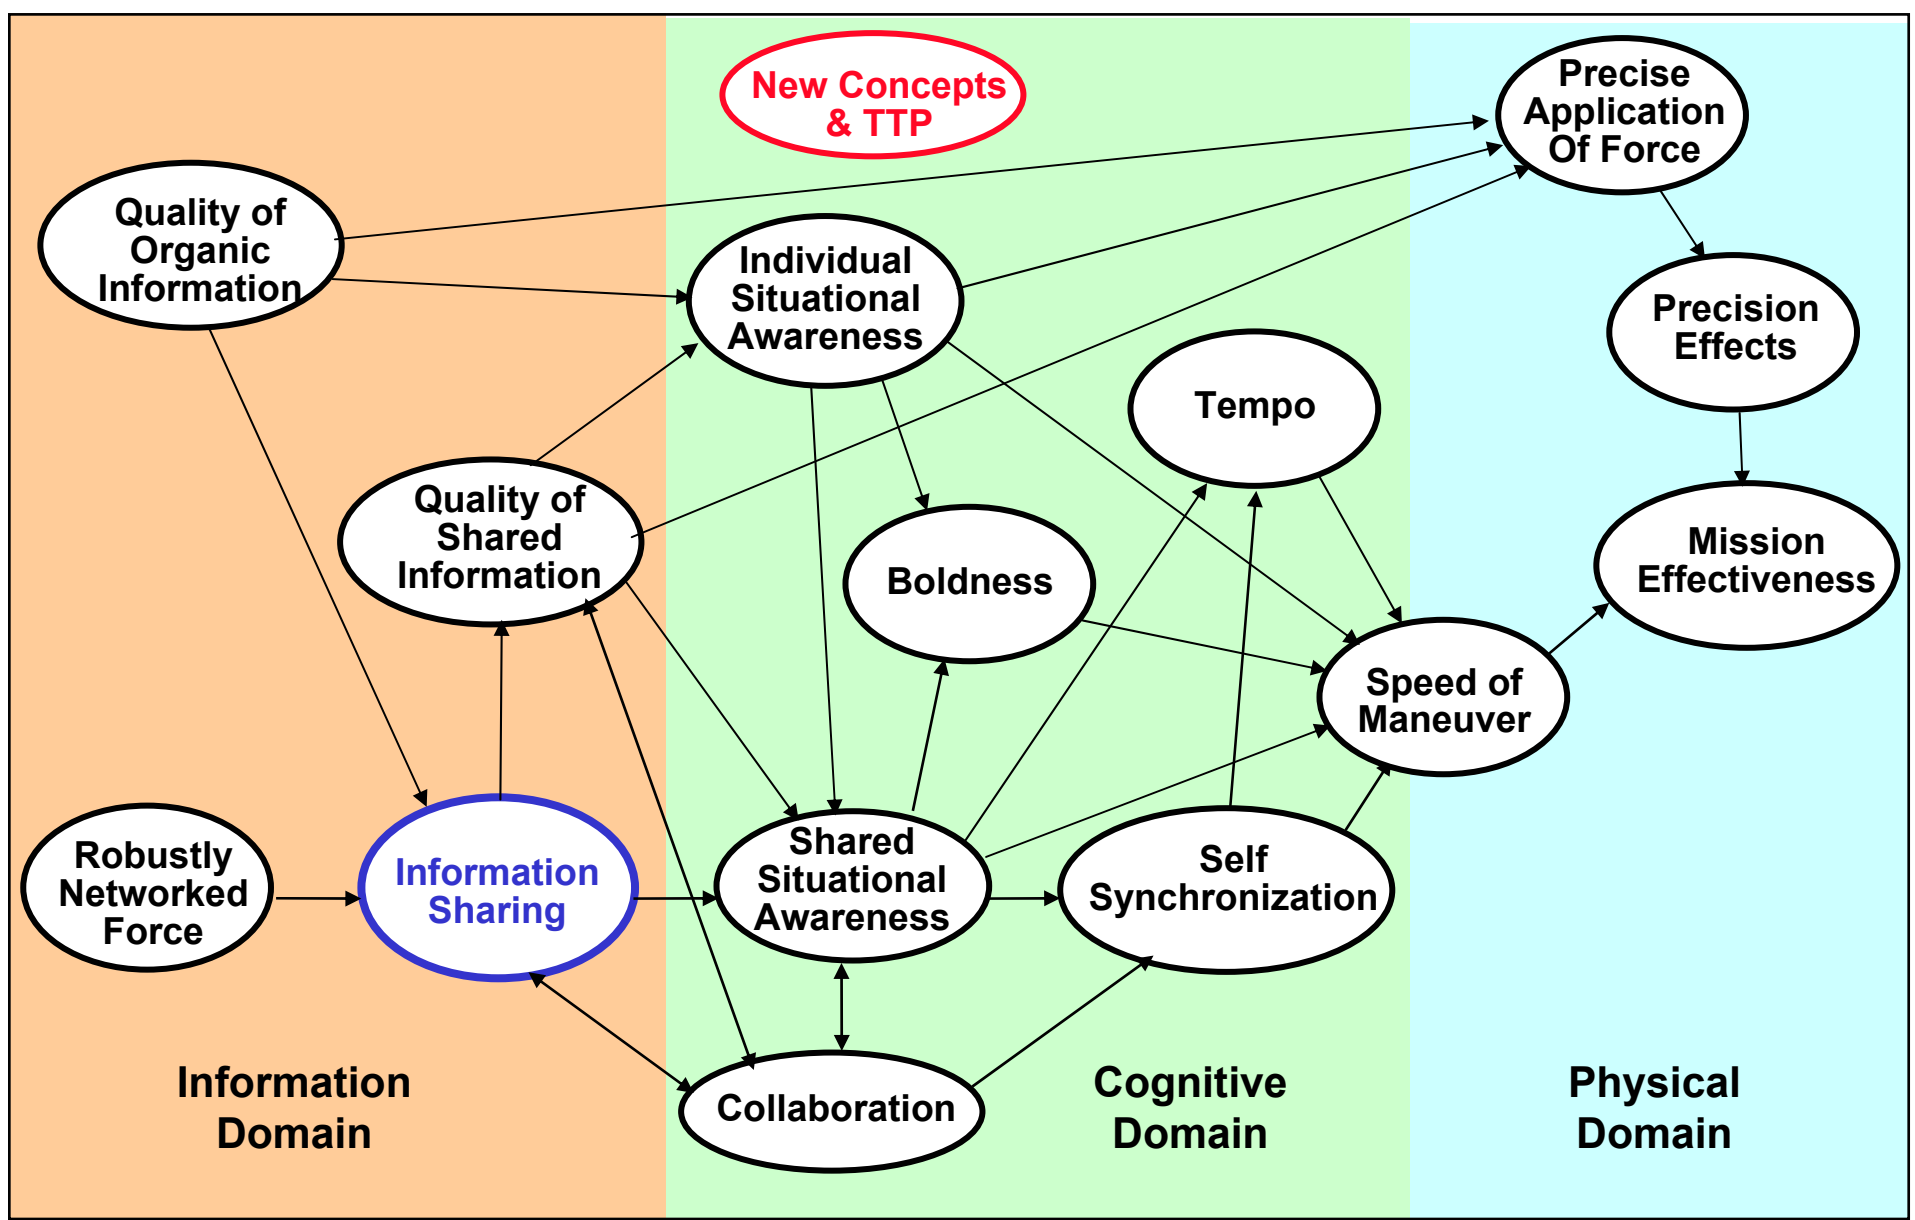 New Concepts
& TTP
Precise
Application
Of Force
Quality of
Organic
Information
Individual
Situational
Awareness
Precision
Effects
Tempo
Quality of
Shared
Information
Boldness
Mission
Effectiveness
Speed of
Maneuver
Robustly
Networked
Force
Information
Sharing
Shared
Situational
Awareness
Self
Synchronization
Collaboration
Information
Domain
Cognitive
Domain
Physical
Domain